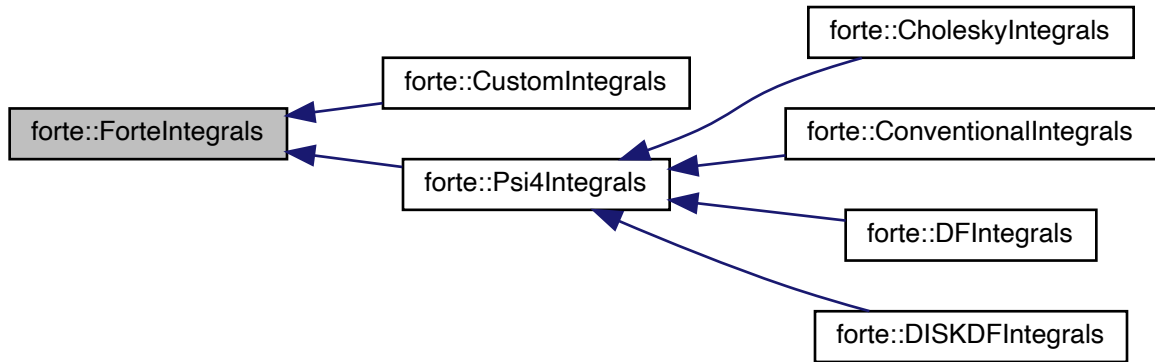 forte::CholeskyIntegrals
forte::CustomIntegrals
forte::ForteIntegrals
forte::ConventionalIntegrals
forte::Psi4Integrals
forte::DFIntegrals
forte::DISKDFIntegrals